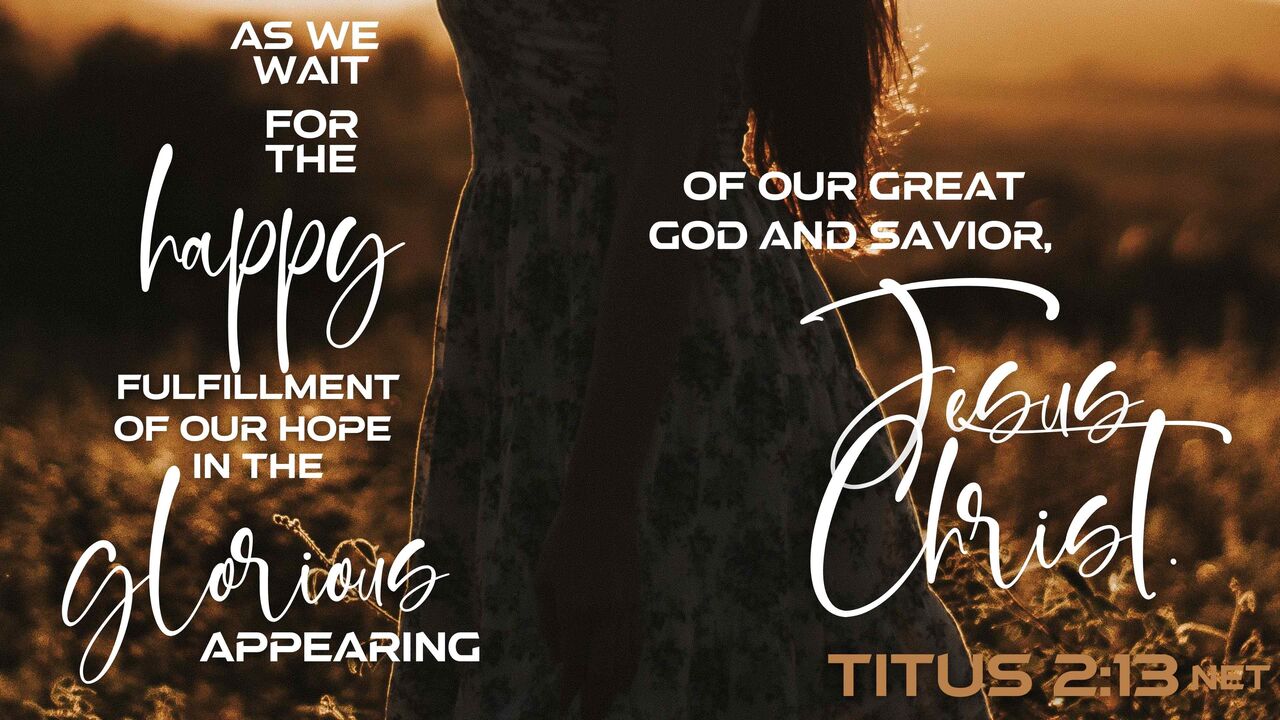 AS WE
WAIT
FOR
THE
happy
FULFILLMENT
OF OUR HOPE
IN THE
glorious
APPEARING
OF OUR GREAT
GOD AND SAVIOR,
Jesus
Christ.
TITUS 2:13 NET